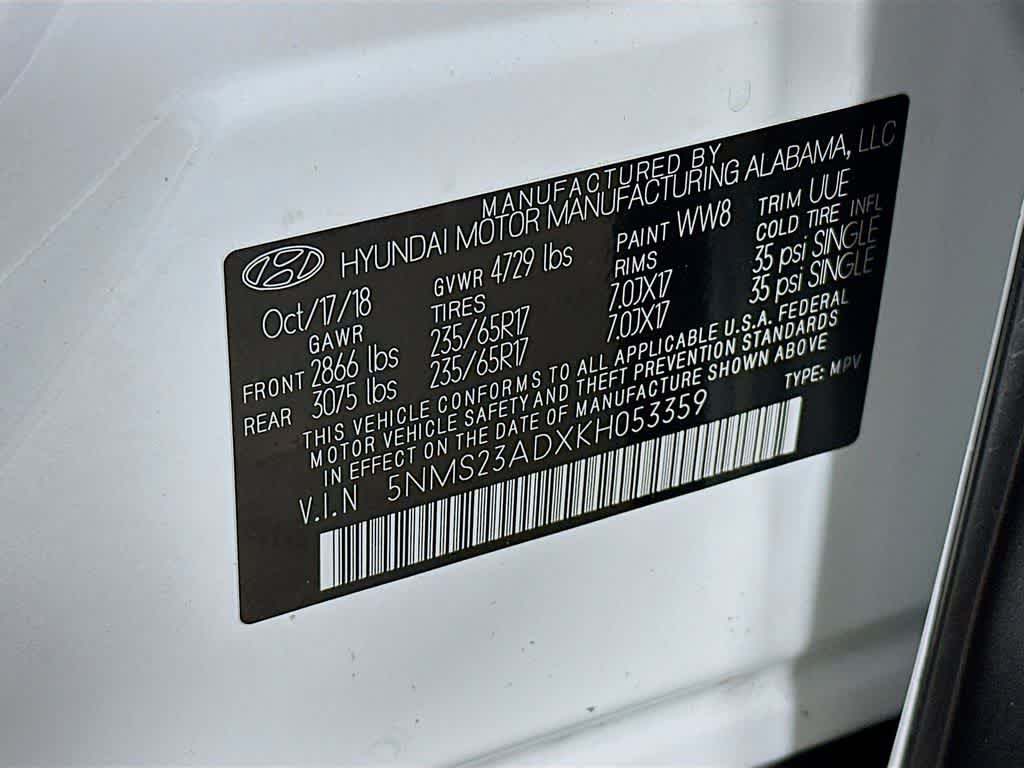 MANUFACTURED BY
HYUNDAI MOTOR MANUFACTURING ALABAMA, LLC
Oct/17/18 GVWR 4729 lbs PAINT WW8 TRIM UUE
GAWR TIRES RIMS COLD TIRE INFL
FRONT 2866 lbs 235/65R17 7.0JX17 35 psi SINGLE
REAR 3075 lbs 235/65R17 7.0JX17 35 psi SINGLE
THIS VEHICLE CONFORMS TO ALL APPLICABLE U.S.A. FEDERAL
MOTOR VEHICLE SAFETY AND THEFT PREVENTION STANDARDS
IN EFFECT ON THE DATE OF MANUFACTURE SHOWN ABOVE
V.I.N 5NMS23ADXKH053359 TYPE: MPV